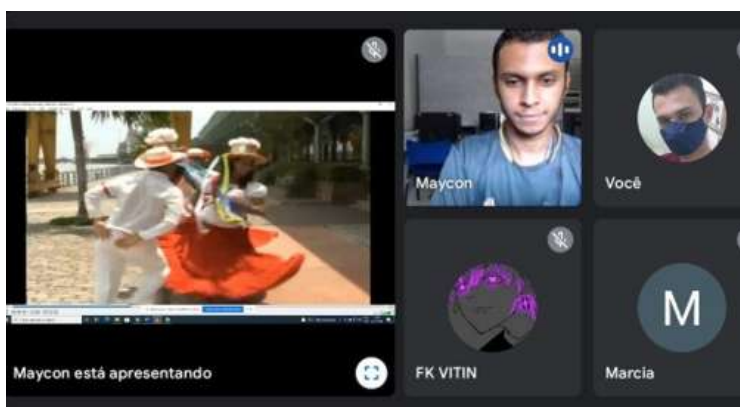 Maycon
Você
Maycon está apresentando
FK VITIN
M
Marcia